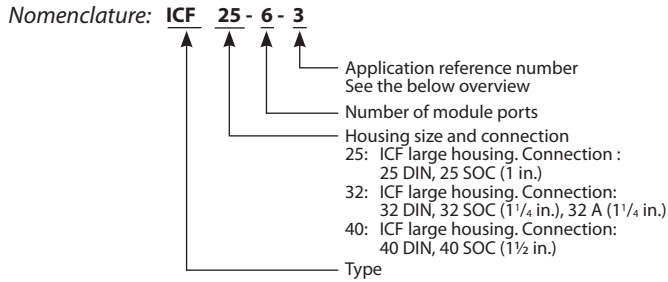 Nomenclature: ICF 25 - 6 - 3
Application reference number
See the below overview
Number of module ports
Housing size and connection
25: ICF large housing. Connection :
25 DIN, 25 SOC (1 in.)
32: ICF large housing. Connection:
32 DIN, 32 SOC (1¹/₄ in.), 32 A (1¹/₄ in.)
40: ICF large housing. Connection:
40 DIN, 40 SOC (1½ in.)
Type